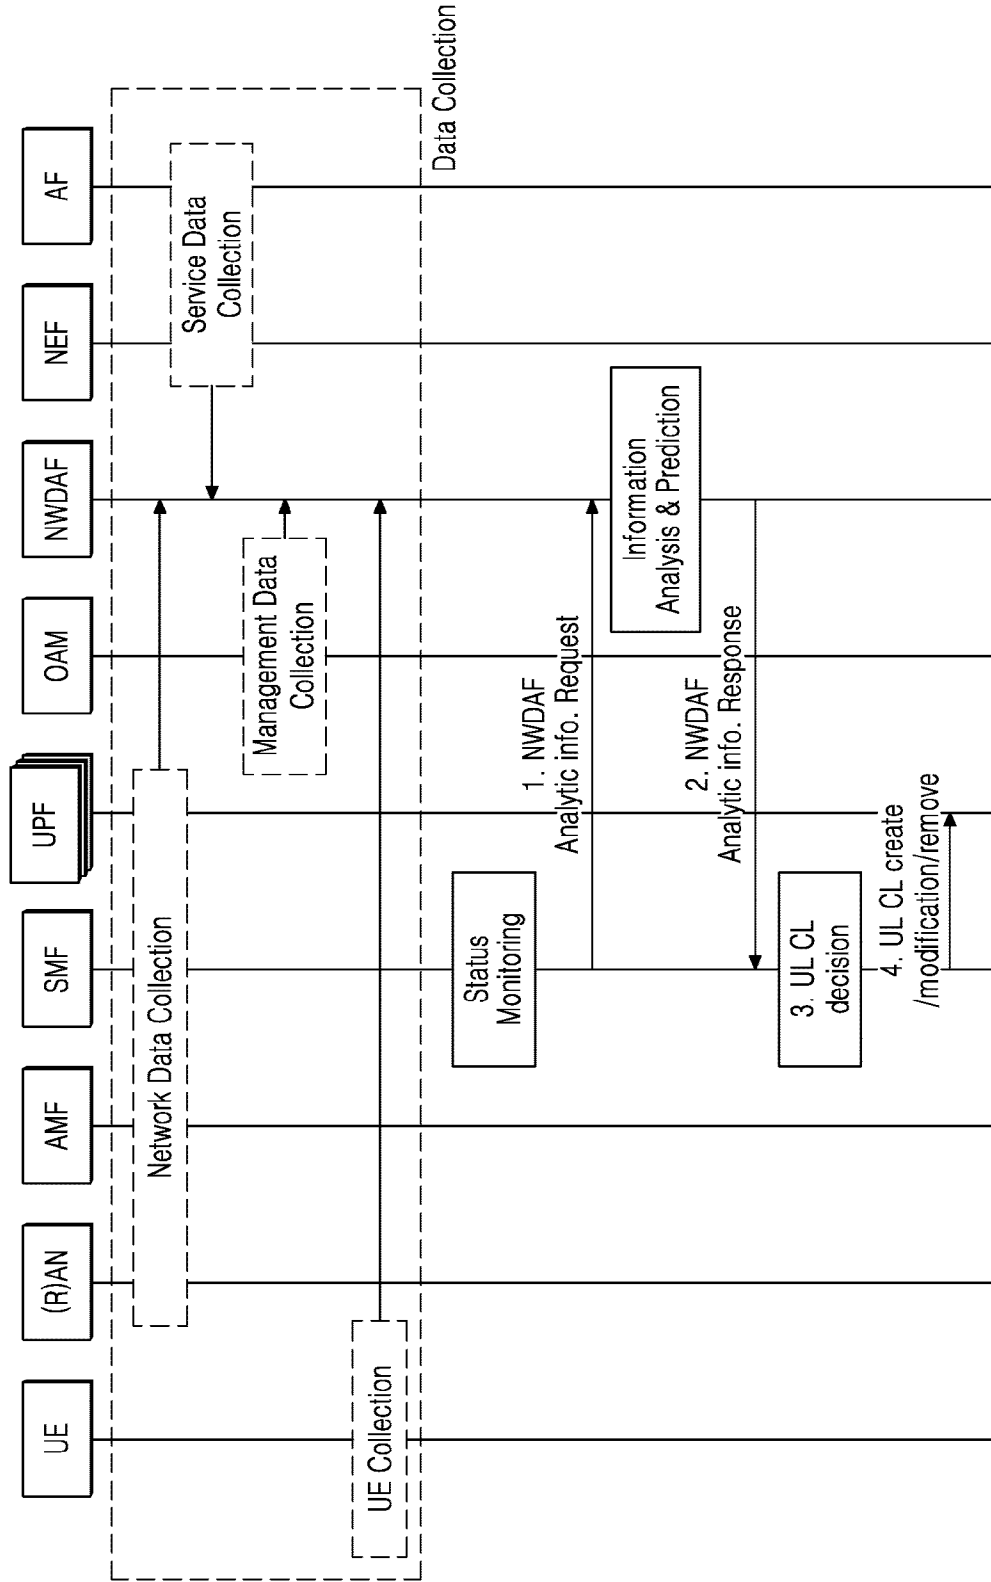 UE
(R)AN
AMF
SMF
UPF
OAM
NWDAF
NEF
AF
Network Data Collection
Service Data
Collection
Management Data
Collection
UE Collection
Data Collection
Status
Monitoring
1. NWDAF
Analytic info. Request
Information
Analysis & Prediction
2. NWDAF
Analytic info. Response
3. UL CL
decision
4. UL CL create
/modification/remove